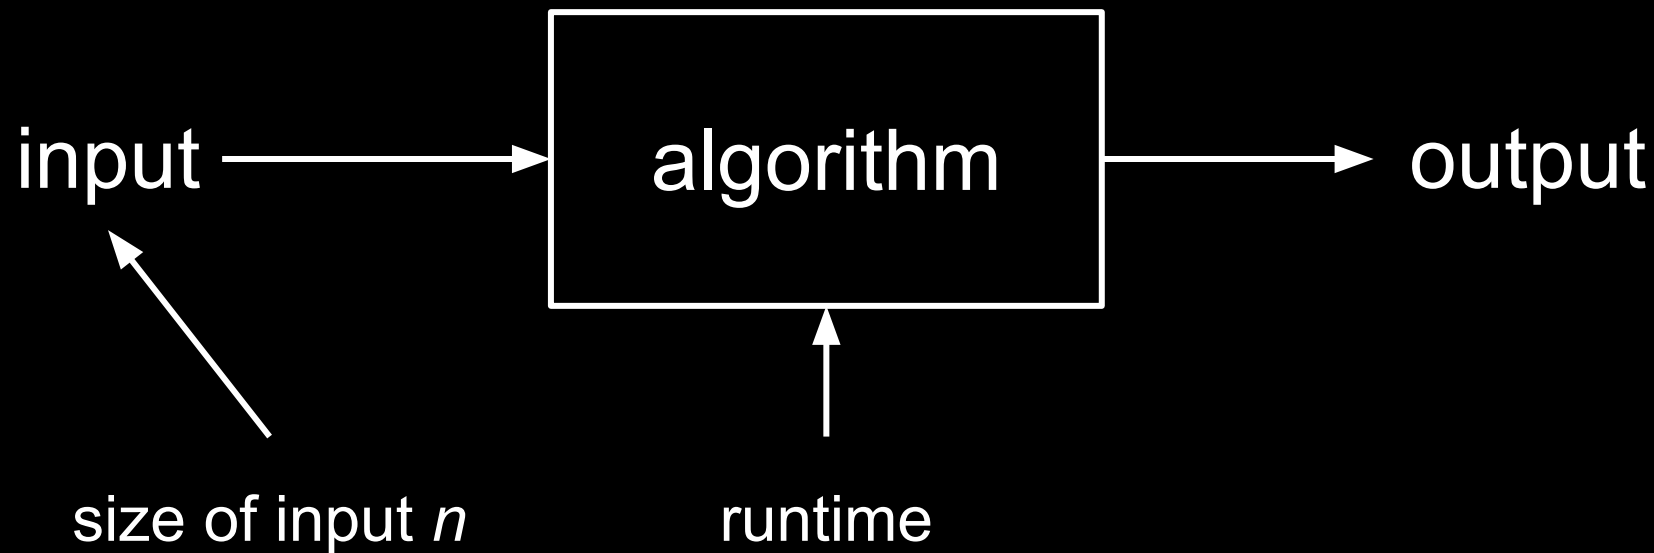 input
algorithm
output
size of input n
runtime